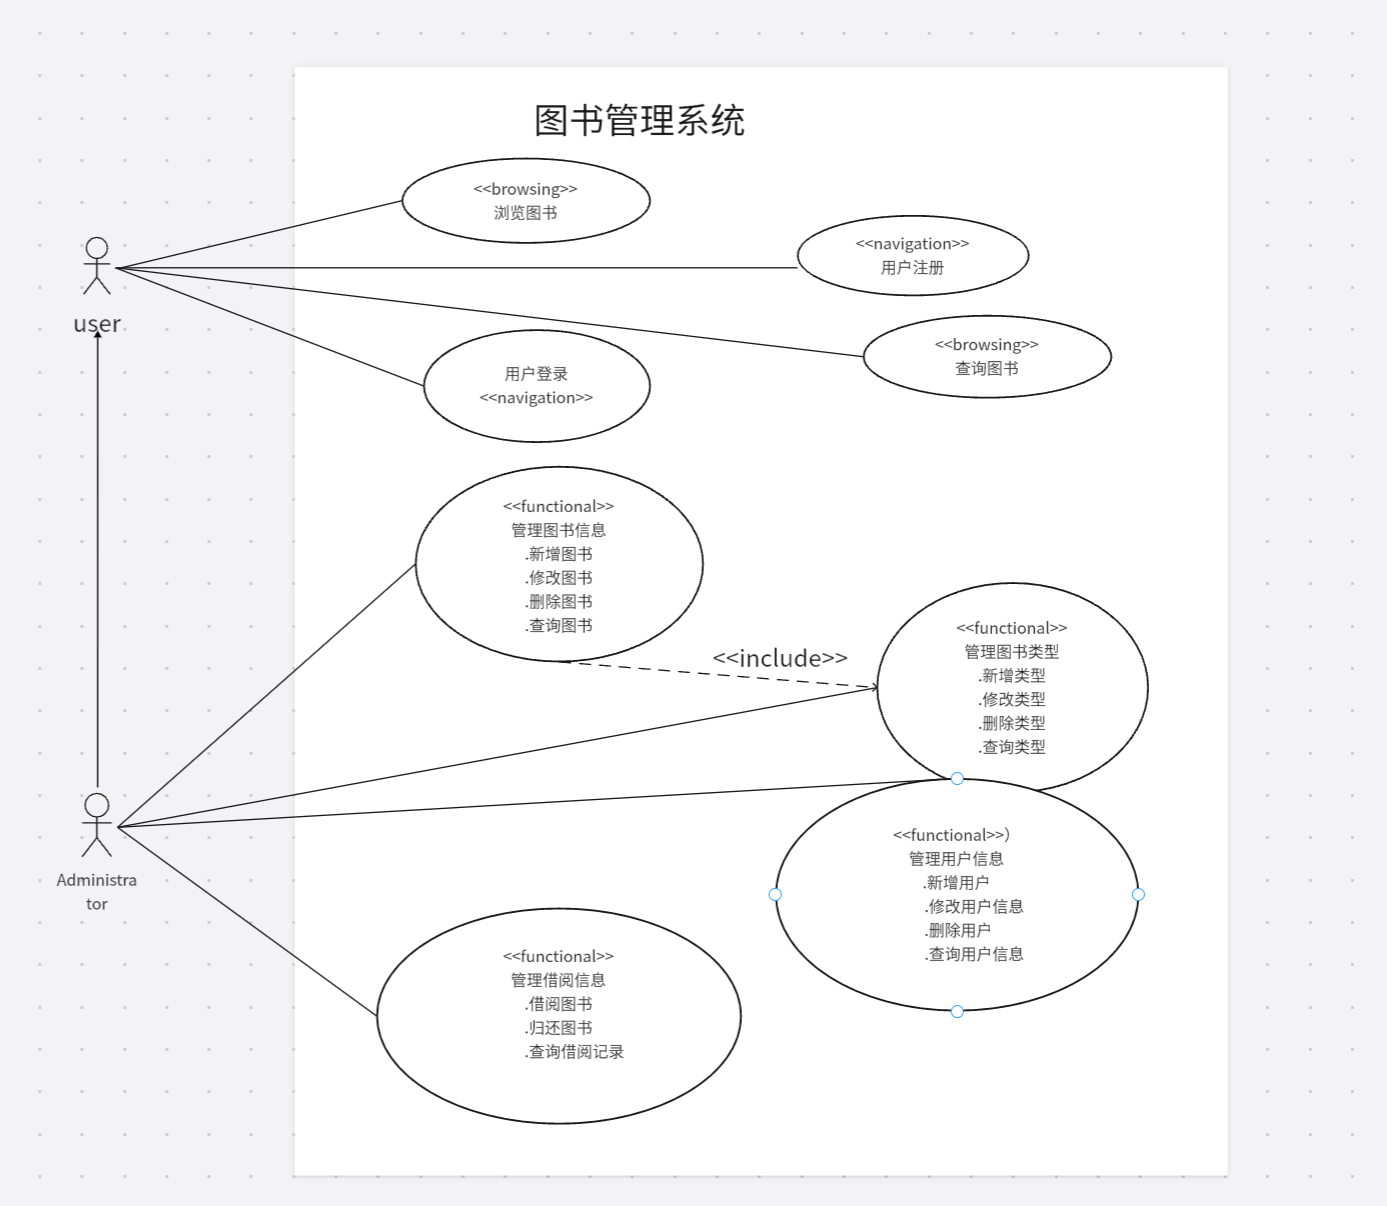 图书管理系统
<<browsing>>
浏览图书
<<navigation>>
用户注册
user
<<browsing>>
查询图书
用户登录
<<navigation>>
<<functional>>
管理图书信息
.新增图书
.修改图书
.删除图书
.查询图书
<<include>>
<<functional>>
管理图书类型
.新增类型
.修改类型
.删除类型
.查询类型
<<functional>>）
管理用户信息
.新增用户
.修改用户信息
.删除用户
.查询用户信息
Administra
tor
<<functional>>
管理借阅信息
.借阅图书
.归还图书
.查询借阅记录